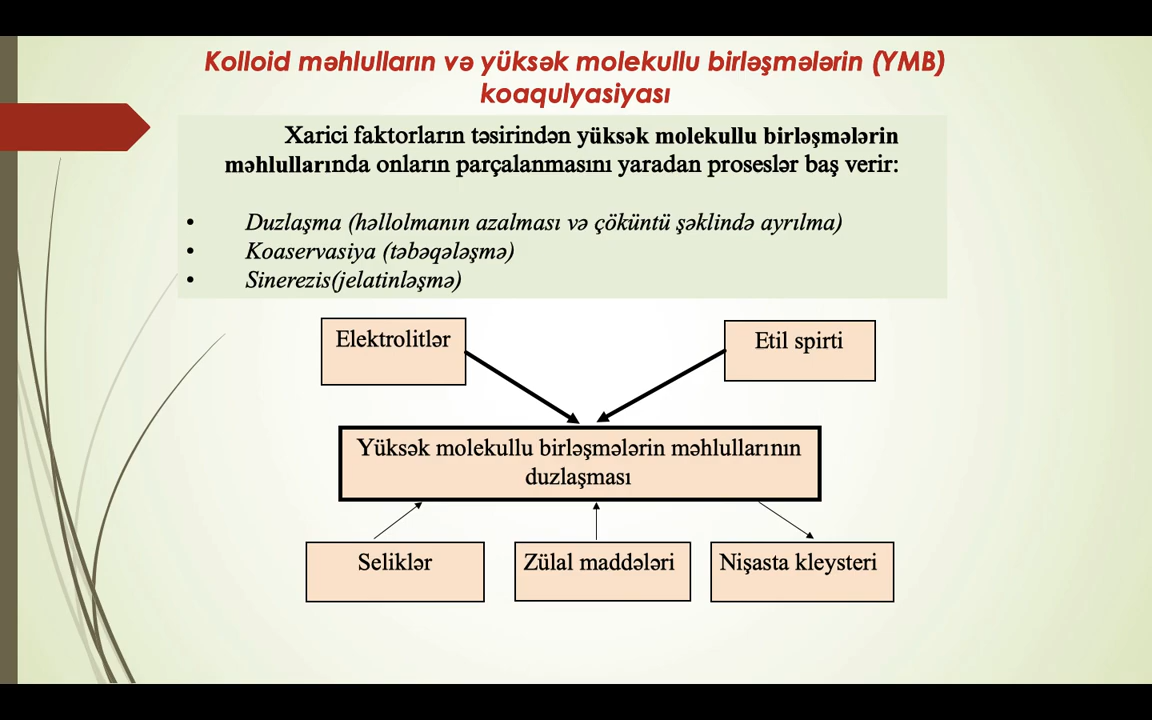 Kolloid məhlulların və yüksək molekullu birləşmələrin (YMB)
koaqulyasiyası
Xarici faktorların təsirindən yüksək molekullu birləşmələrin
məhlullarında onların parçalanmasını yaradan proseslər baş verir:
• Duzlaşma (həllolmanın azalması və çöküntü şəklində ayrılma)
• Koaservasiya (təbəqələşmə)
• Sinerezis(jelatinləşmə)
Elektrolitlər
Etil spirti
Yüksək molekullu birləşmələrin məhlullarının
duzlaşması
Seliklər
Zülal maddələri
Nişasta kleysteri